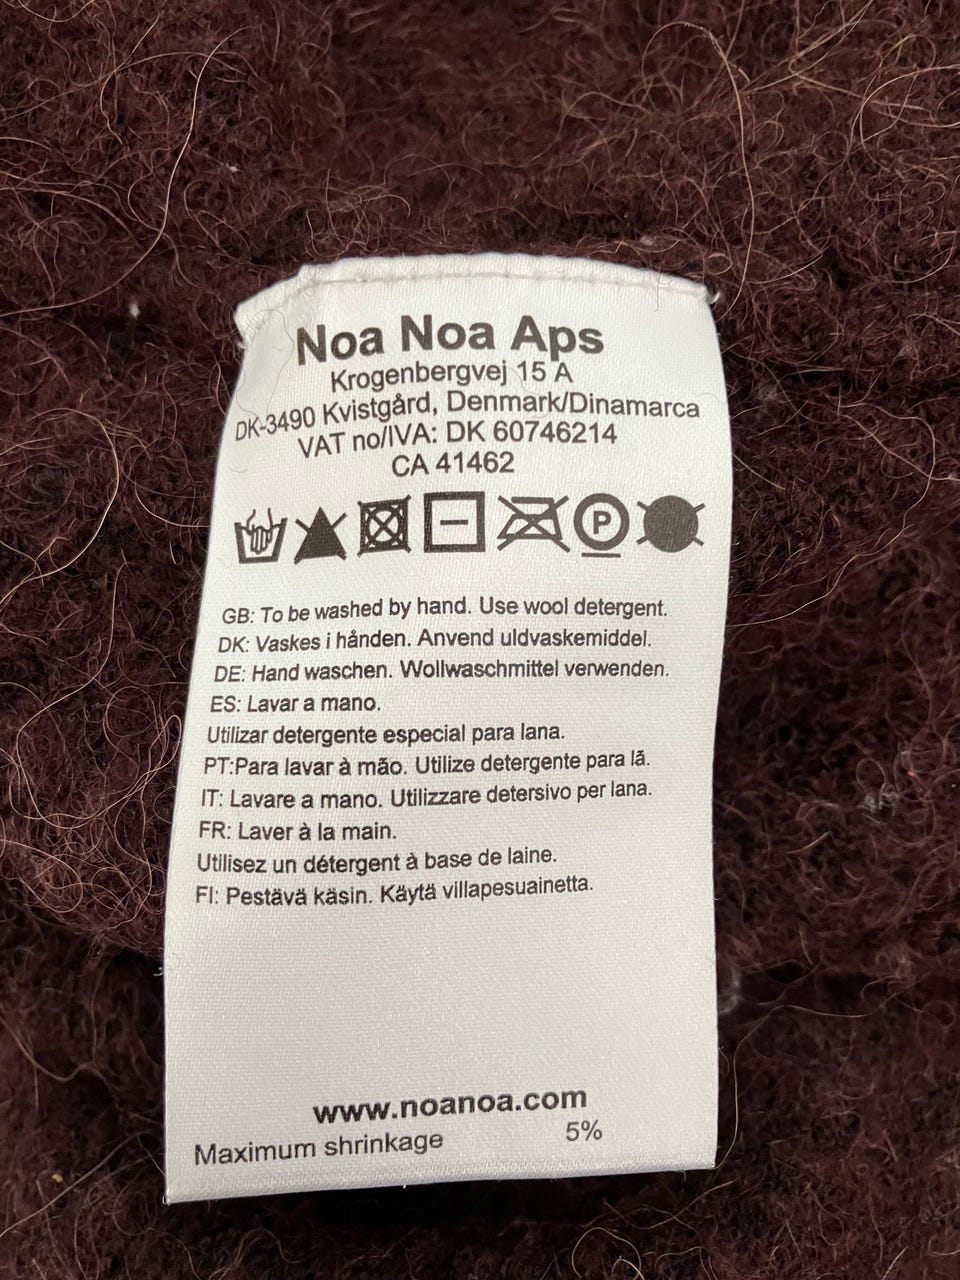 Noa Noa Aps
Krogenbergvej 15 A
DK-3490 Kvistgård, Denmark/Dinamarca
VAT no/IVA: DK 60746214
CA 41462
P
GB: To be washed by hand. Use wool detergent.
DK: Vaskes i hånden. Anvend uldvaskemiddel.
DE: Hand waschen. Wollwaschmittel verwenden.
ES: Lavar a mano.
Utilizar detergente especial para lana.
PT:Para lavar à mão. Utilize detergente para lã.
IT: Lavare a mano. Utilizzare detersivo per lana.
FR: Laver à la main.
Utilisez un détergent à base de laine.
FI: Pestävä käsin. Käytä villapesuainetta.
www.noanoa.com
Maximum shrinkage 5%